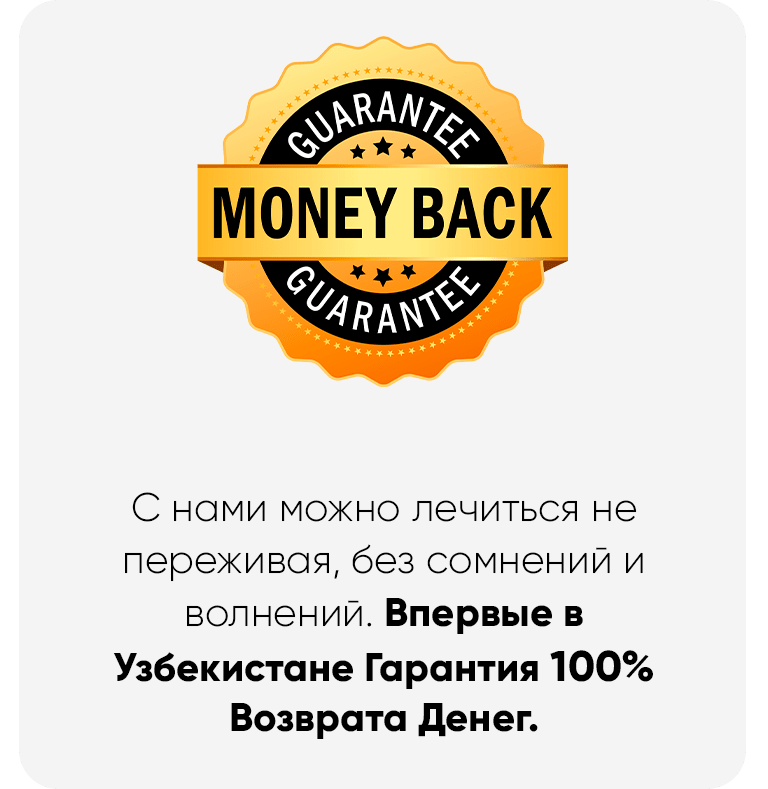 GUARANTEE
MONEY BACK
GUARANTEE
С нами можно лечиться не
переживая, без сомнений и
волнений. Впервые в
Узбекистане Гарантия 100%
Возврата Денег.